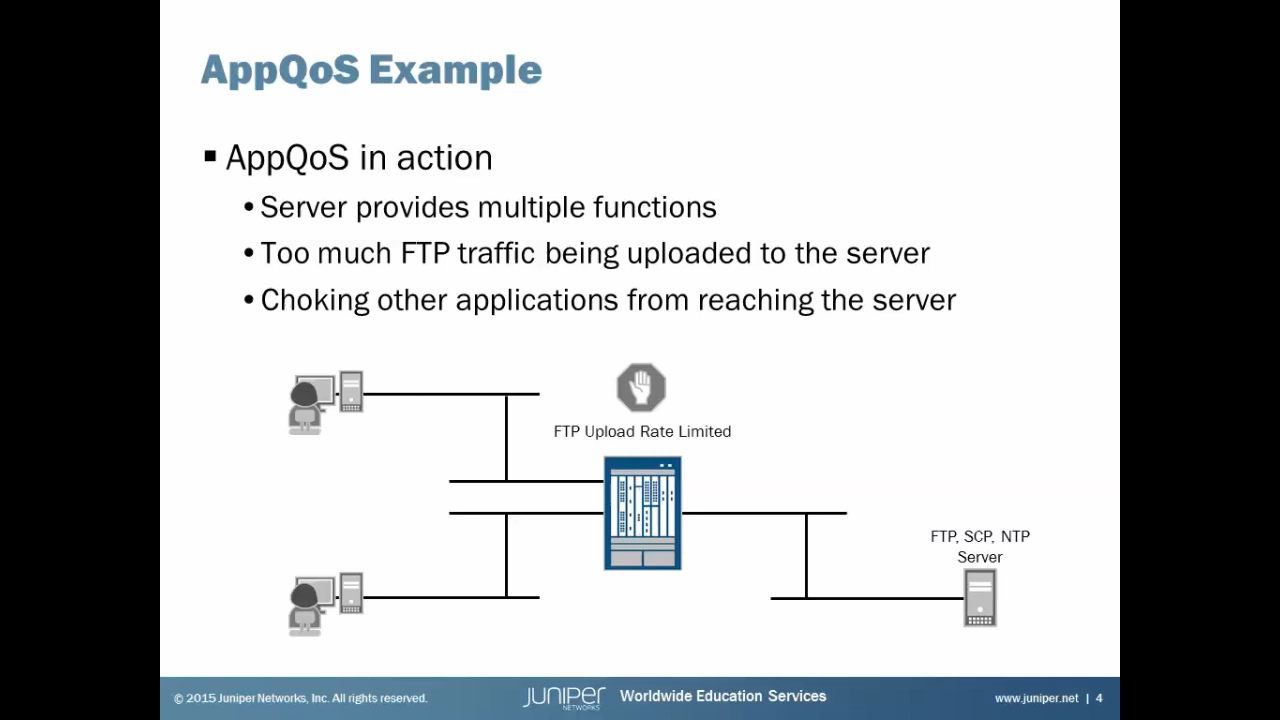 AppQoS Example
▪ AppQoS in action
• Server provides multiple functions
• Too much FTP traffic being uploaded to the server
• Choking other applications from reaching the server
FTP Upload Rate Limited
FTP, SCP, NTP
Server
© 2015 Juniper Networks, Inc. All rights reserved.
JUNIPER
NETWORKS
Worldwide Education Services
www.juniper.net | 4